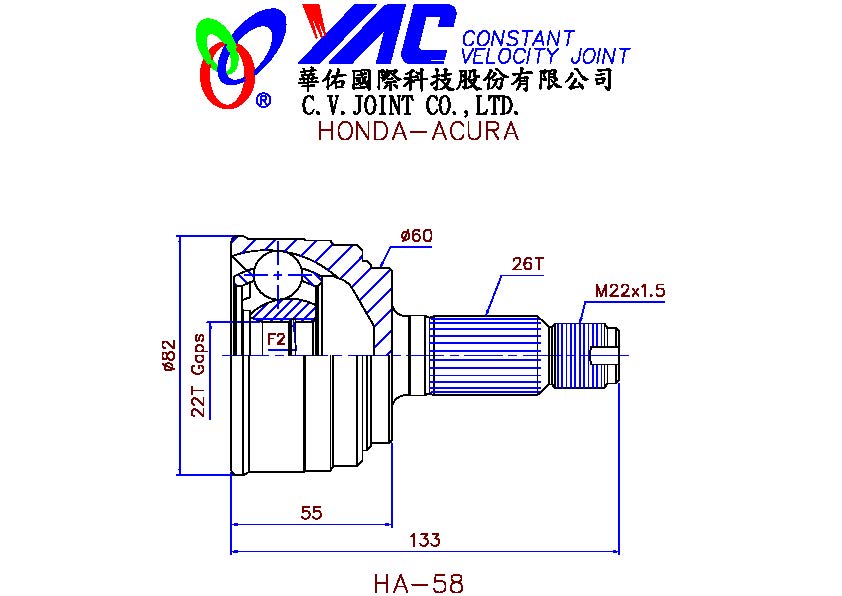 YAC CONSTANT
VELOCITY JOINT
®
華佑國際科技股份有限公司
C.V.JOINT CO.,LTD.
HONDA-ACURA
ø60
26T
M22x1.5
F2
ø82
22T Gaps
55
133
HA-58